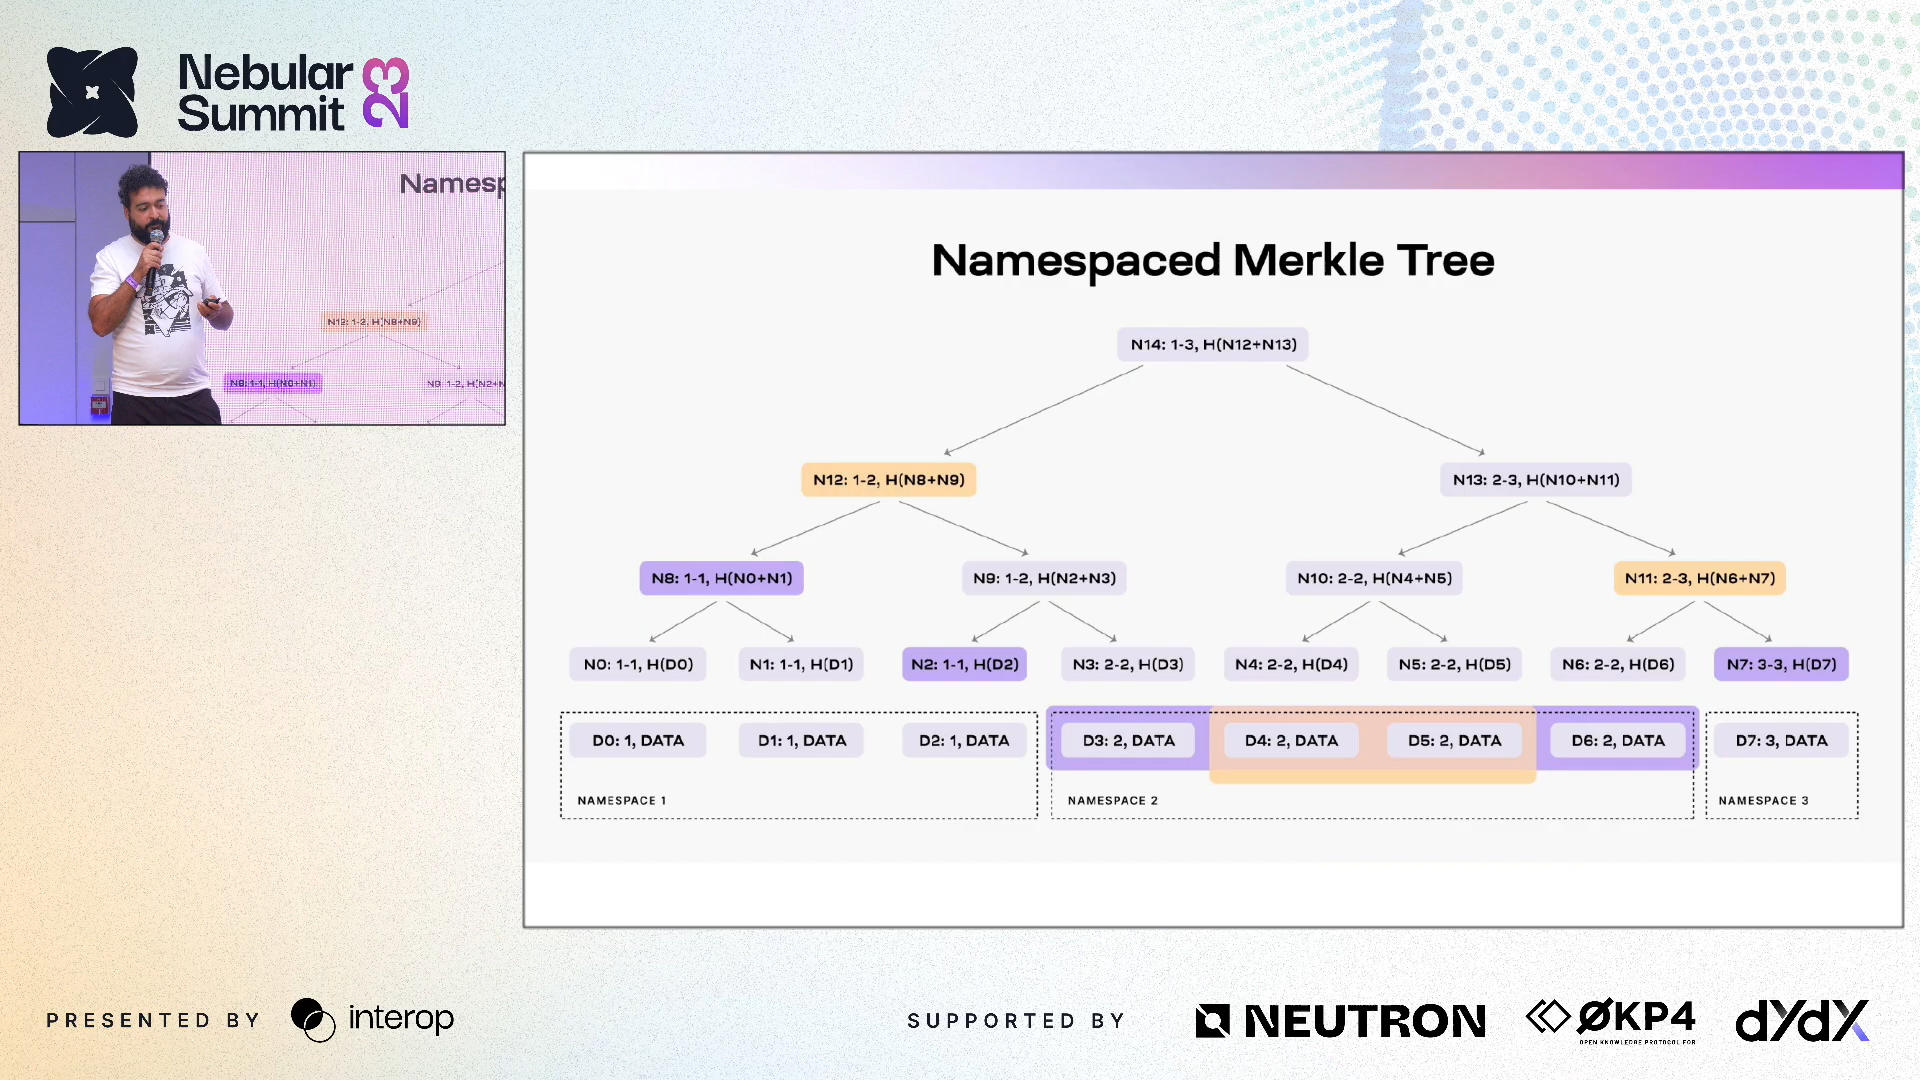 Nebular
Summit
23
Namesp
N12: 1-2, H(N8+N9)
N8: 1-1, H(N0+N1)
N9: 1-2, H(N2+N
Namespaced Merkle Tree
N14: 1-3, H(N12+N13)
N12: 1-2, H(N8+N9)
N13: 2-3, H(N10+N11)
N8: 1-1, H(N0+N1)
N9: 1-2, H(N2+N3)
N10: 2-2, H(N4+N5)
N11: 2-3, H(N6+N7)
N0: 1-1, H(D0)
N1: 1-1, H(D1)
N2: 1-1, H(D2)
N3: 2-2, H(D3)
N4: 2-2, H(D4)
N5: 2-2, H(D5)
N6: 2-2, H(D6)
N7: 3-3, H(D7)
D0: 1, DATA
D1: 1, DATA
D2: 1, DATA
D3: 2, DATA
D4: 2, DATA
D5: 2, DATA
D6: 2, DATA
D7: 3, DATA
NAMESPACE 1
NAMESPACE 2
NAMESPACE 3
PRESENTED BY
interop
SUPPORTED BY
NEUTRON
ØKP4
OPEN KNOWLEDGE PROTOCOL FOR
dYdX